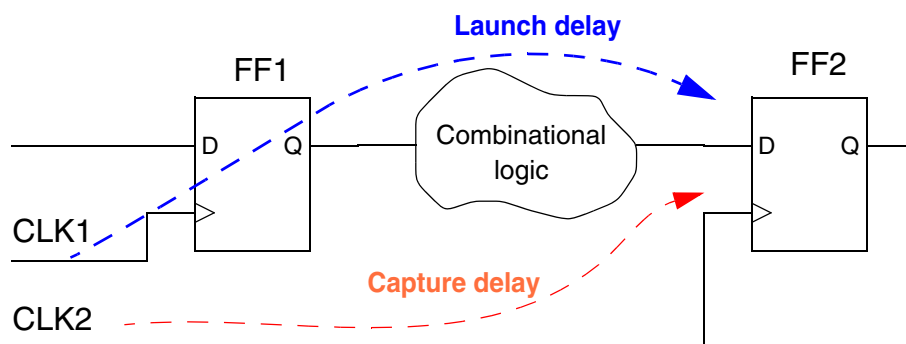 Launch delay
FF1
FF2
D
Q
Combinational
logic
D
Q
CLK1
Capture delay
CLK2